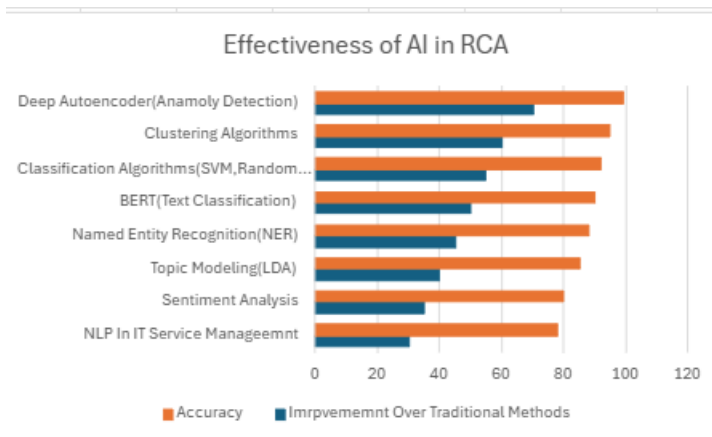 Effectiveness of AI in RCA
Deep Autoencoder(Anamoly Detection)
Clustering Algorithms
Classification Algorithms(SVM,Random...
BERT(Text Classification)
Named Entity Recognition(NER)
Topic Modeling(LDA)
Sentiment Analysis
NLP In IT Service Manageemnt
0 20 40 60 80 100 120
Accuracy Imrpvememnt Over Traditional Methods